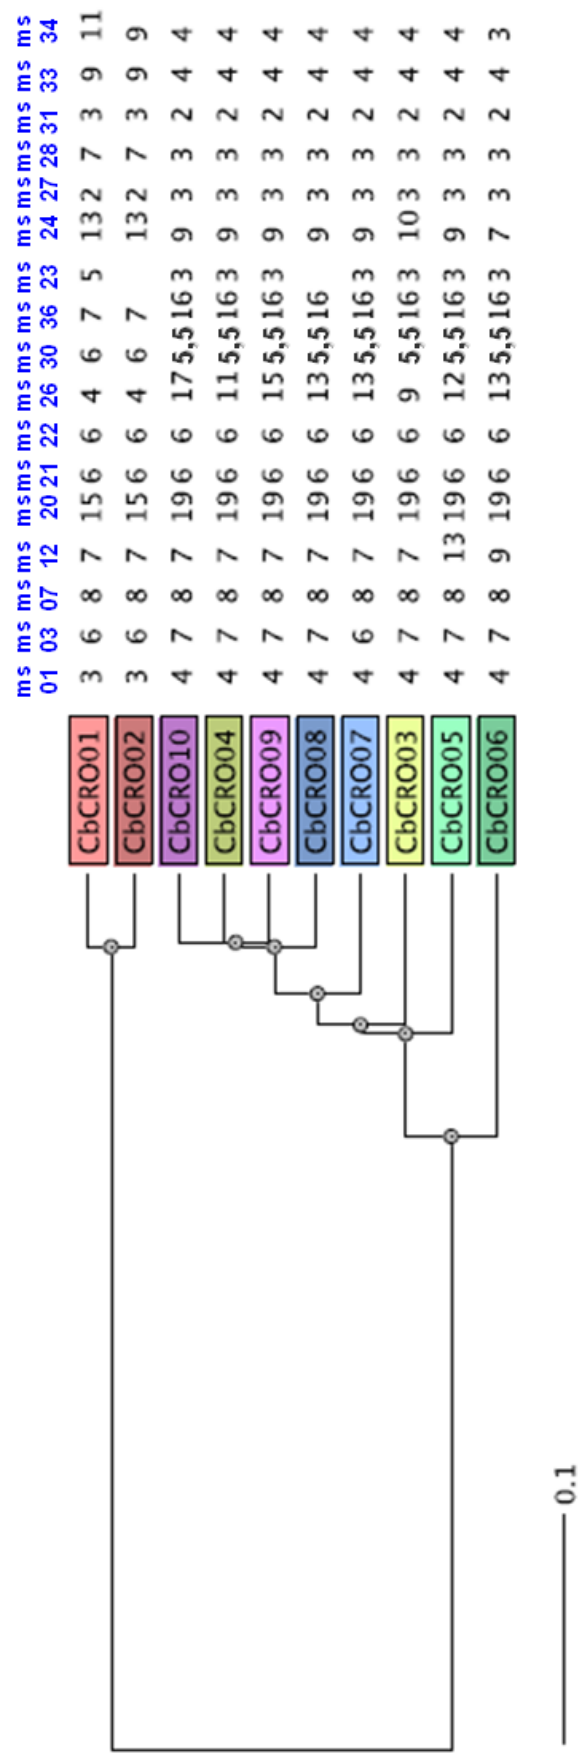 ms ms ms ms ms ms ms ms ms ms ms ms ms ms ms ms ms
01 03 07 12 20 21 22 26 30 36 23 24 27 28 31 33 34
CbCRO01 3 6 8 7 15 6 6 4 6 7 5 13 2 7 3 9 11
CbCRO02 3 6 8 7 15 6 6 4 6 7 13 2 7 3 9 9
CbCRO10 4 7 8 7 19 6 6 17 5,5 16 3 9 3 3 2 4 4
CbCRO04 4 7 8 7 19 6 6 11 5,5 16 3 9 3 3 2 4 4
CbCRO09 4 7 8 7 19 6 6 15 5,5 16 3 9 3 3 2 4 4
CbCRO08 4 7 8 7 19 6 6 13 5,5 16 9 3 3 2 4 4
CbCRO07 4 6 8 7 19 6 6 13 5,5 16 3 9 3 3 2 4 4
CbCRO03 4 7 8 7 19 6 6 9 5,5 16 3 10 3 3 2 4 4
CbCRO05 4 7 8 13 19 6 6 12 5,5 16 3 9 3 3 2 4 4
CbCRO06 4 7 8 9 19 6 6 13 5,5 16 3 7 3 3 2 4 3
0.1